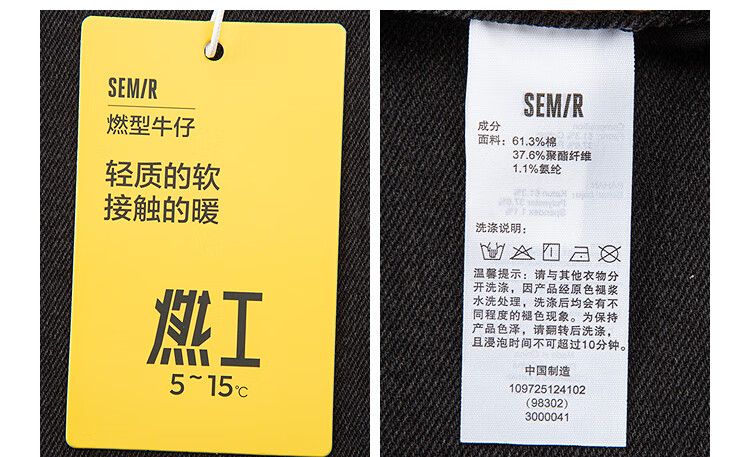 SEMIR
燃型牛仔
轻质的软
接触的暖
燃工
5~15℃
SEMIR
成分
面料：61.3%棉
37.6%聚酯纤维
1.1%氨纶
洗涤说明：
温馨提示：请与其他衣物分
开洗涤，因产品经原色褪浆
水洗处理，洗涤后均会有不
同程度的褪色现象。为保持
产品色泽，请翻转后洗涤，
且浸泡时间不可超过10分钟。
中国制造
109725124102
（98302）
3000041